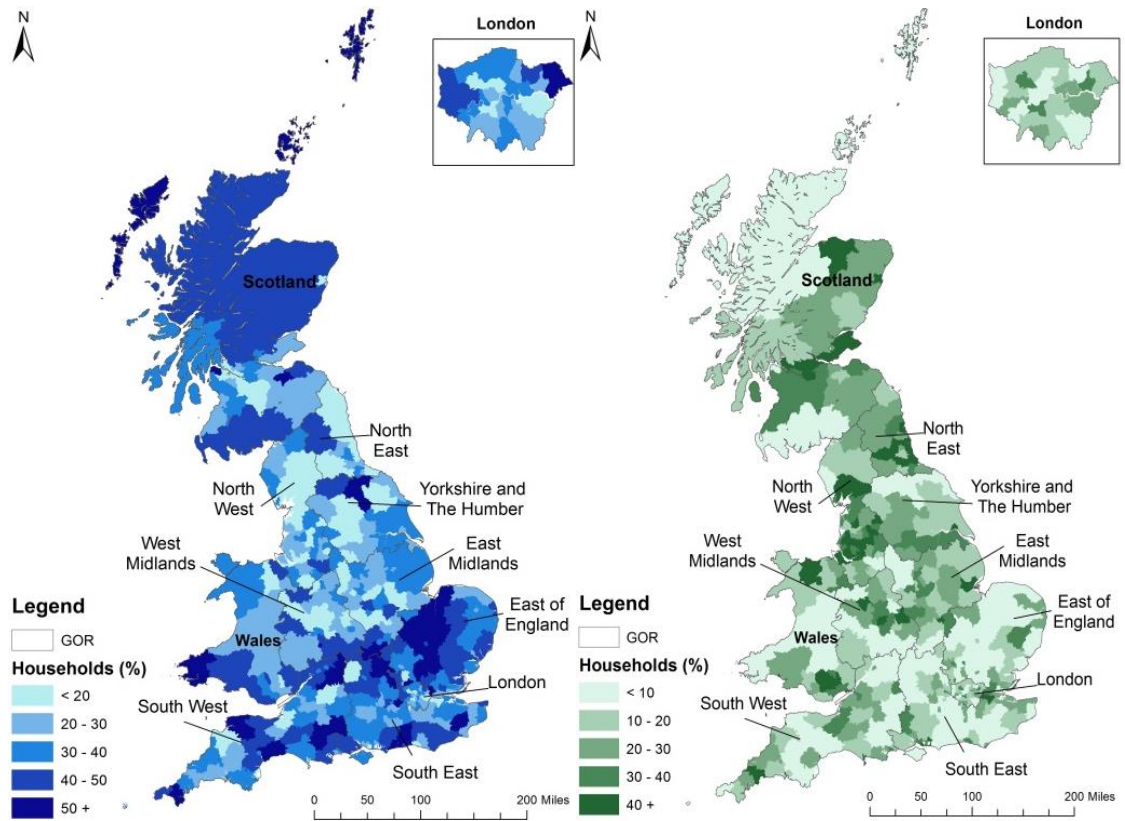 N
London
Scotland
North
East
North
West
Yorkshire and
The Humber
West
Midlands
East
Midlands
East of
England
Wales
London
South West
South East
Legend
GOR
Households (%)
< 20
20 - 30
30 - 40
40 - 50
50 +
0 50 100 200 Miles
N
London
Scotland
North
East
North
West
Yorkshire and
The Humber
West
Midlands
East
Midlands
East of
England
Wales
London
South West
South East
Legend
GOR
Households (%)
< 10
10 - 20
20 - 30
30 - 40
40 +
0 50 100 200 Miles